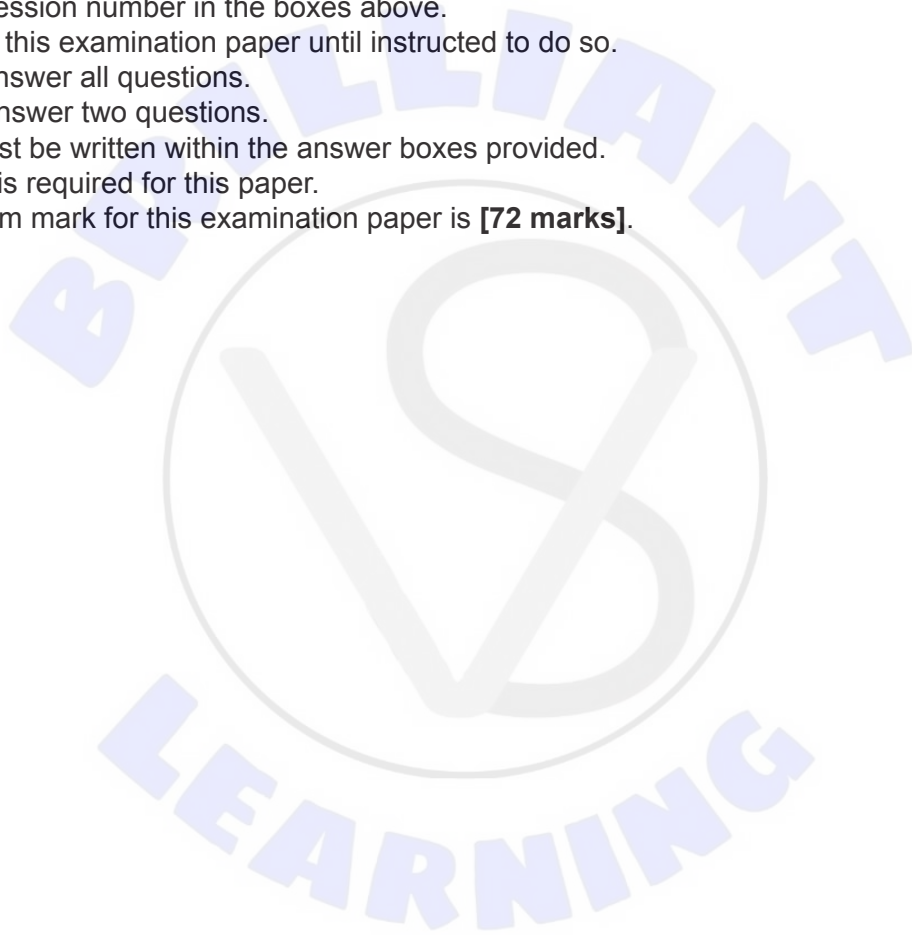 ession number in the boxes above.
this examination paper until instructed to do so.
nswer all questions.
nswer two questions.
st be written within the answer boxes provided.
is required for this paper.
m mark for this examination paper is [72 marks].
BRILLIANT
VS
LEARNING